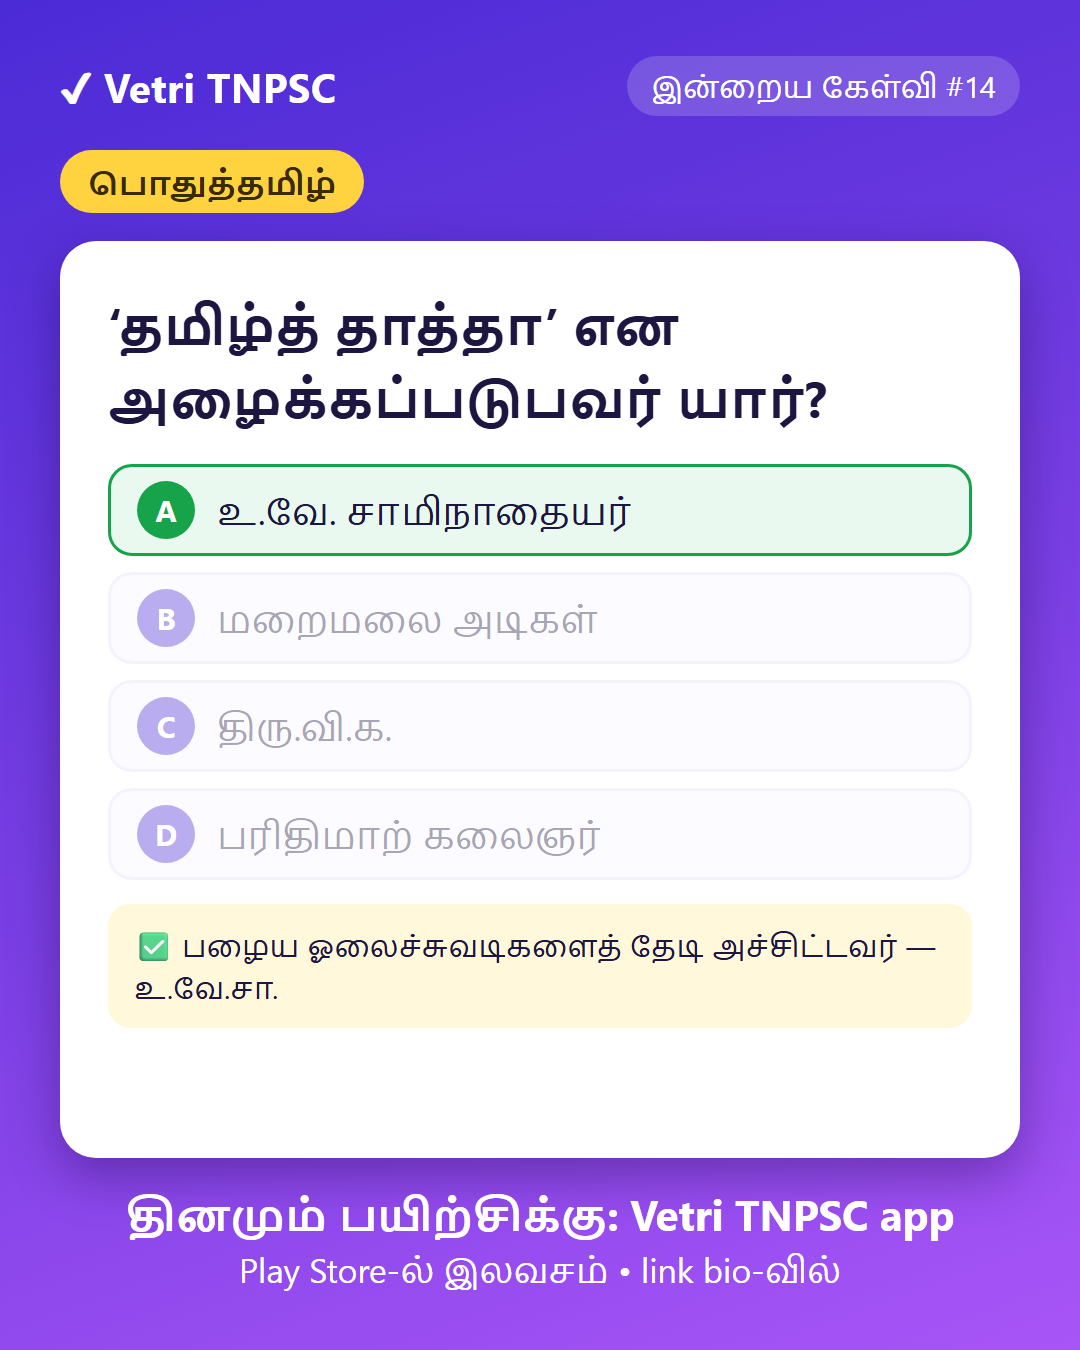 ✔ Vetri TNPSC
இன்றைய கேள்வி #14
பொதுத்தமிழ்
‘தமிழ்த் தாத்தா’ என
அழைக்கப்படுபவர் யார்?
A உ.வே. சாமிநாதையர்
B மறைமலை அடிகள்
C திரு.வி.க.
D பரிதிமாற் கலைஞர்
✅ பழைய ஓலைச்சுவடிகளைத் தேடி அச்சிட்டவர் —
உ.வே.சா.
தினமும் பயிற்சிக்கு: Vetri TNPSC app
Play Store-ல் இலவசம் • link bio-வில்